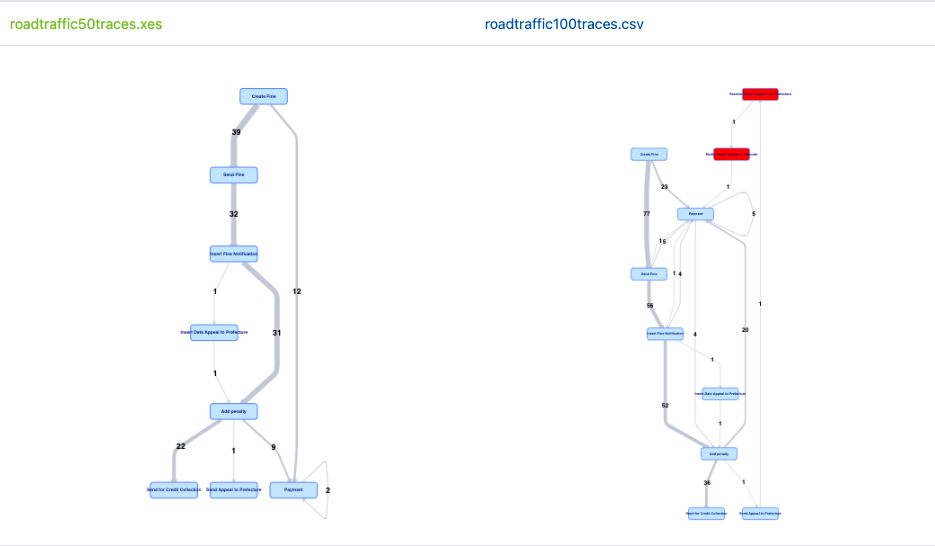 roadtraffic50traces.xes
roadtraffic100traces.csv
Create Fine
39
Send Fine
32
Insert Fine Notification
1
12
31
Insert Date Appeal to Prefecture
1
Add penalty
22
1
9
Send for Credit Collection
Send Appeal to Prefecture
Payment
2
1
Create Fine
23
1
77
Payment
5
16
Send Fine
1
4
56
1
Insert Fine Notification
4
20
1
Insert Date Appeal to Prefecture
52
1
Add penalty
36
1
Send for Credit Collection
Send Appeal to Prefecture